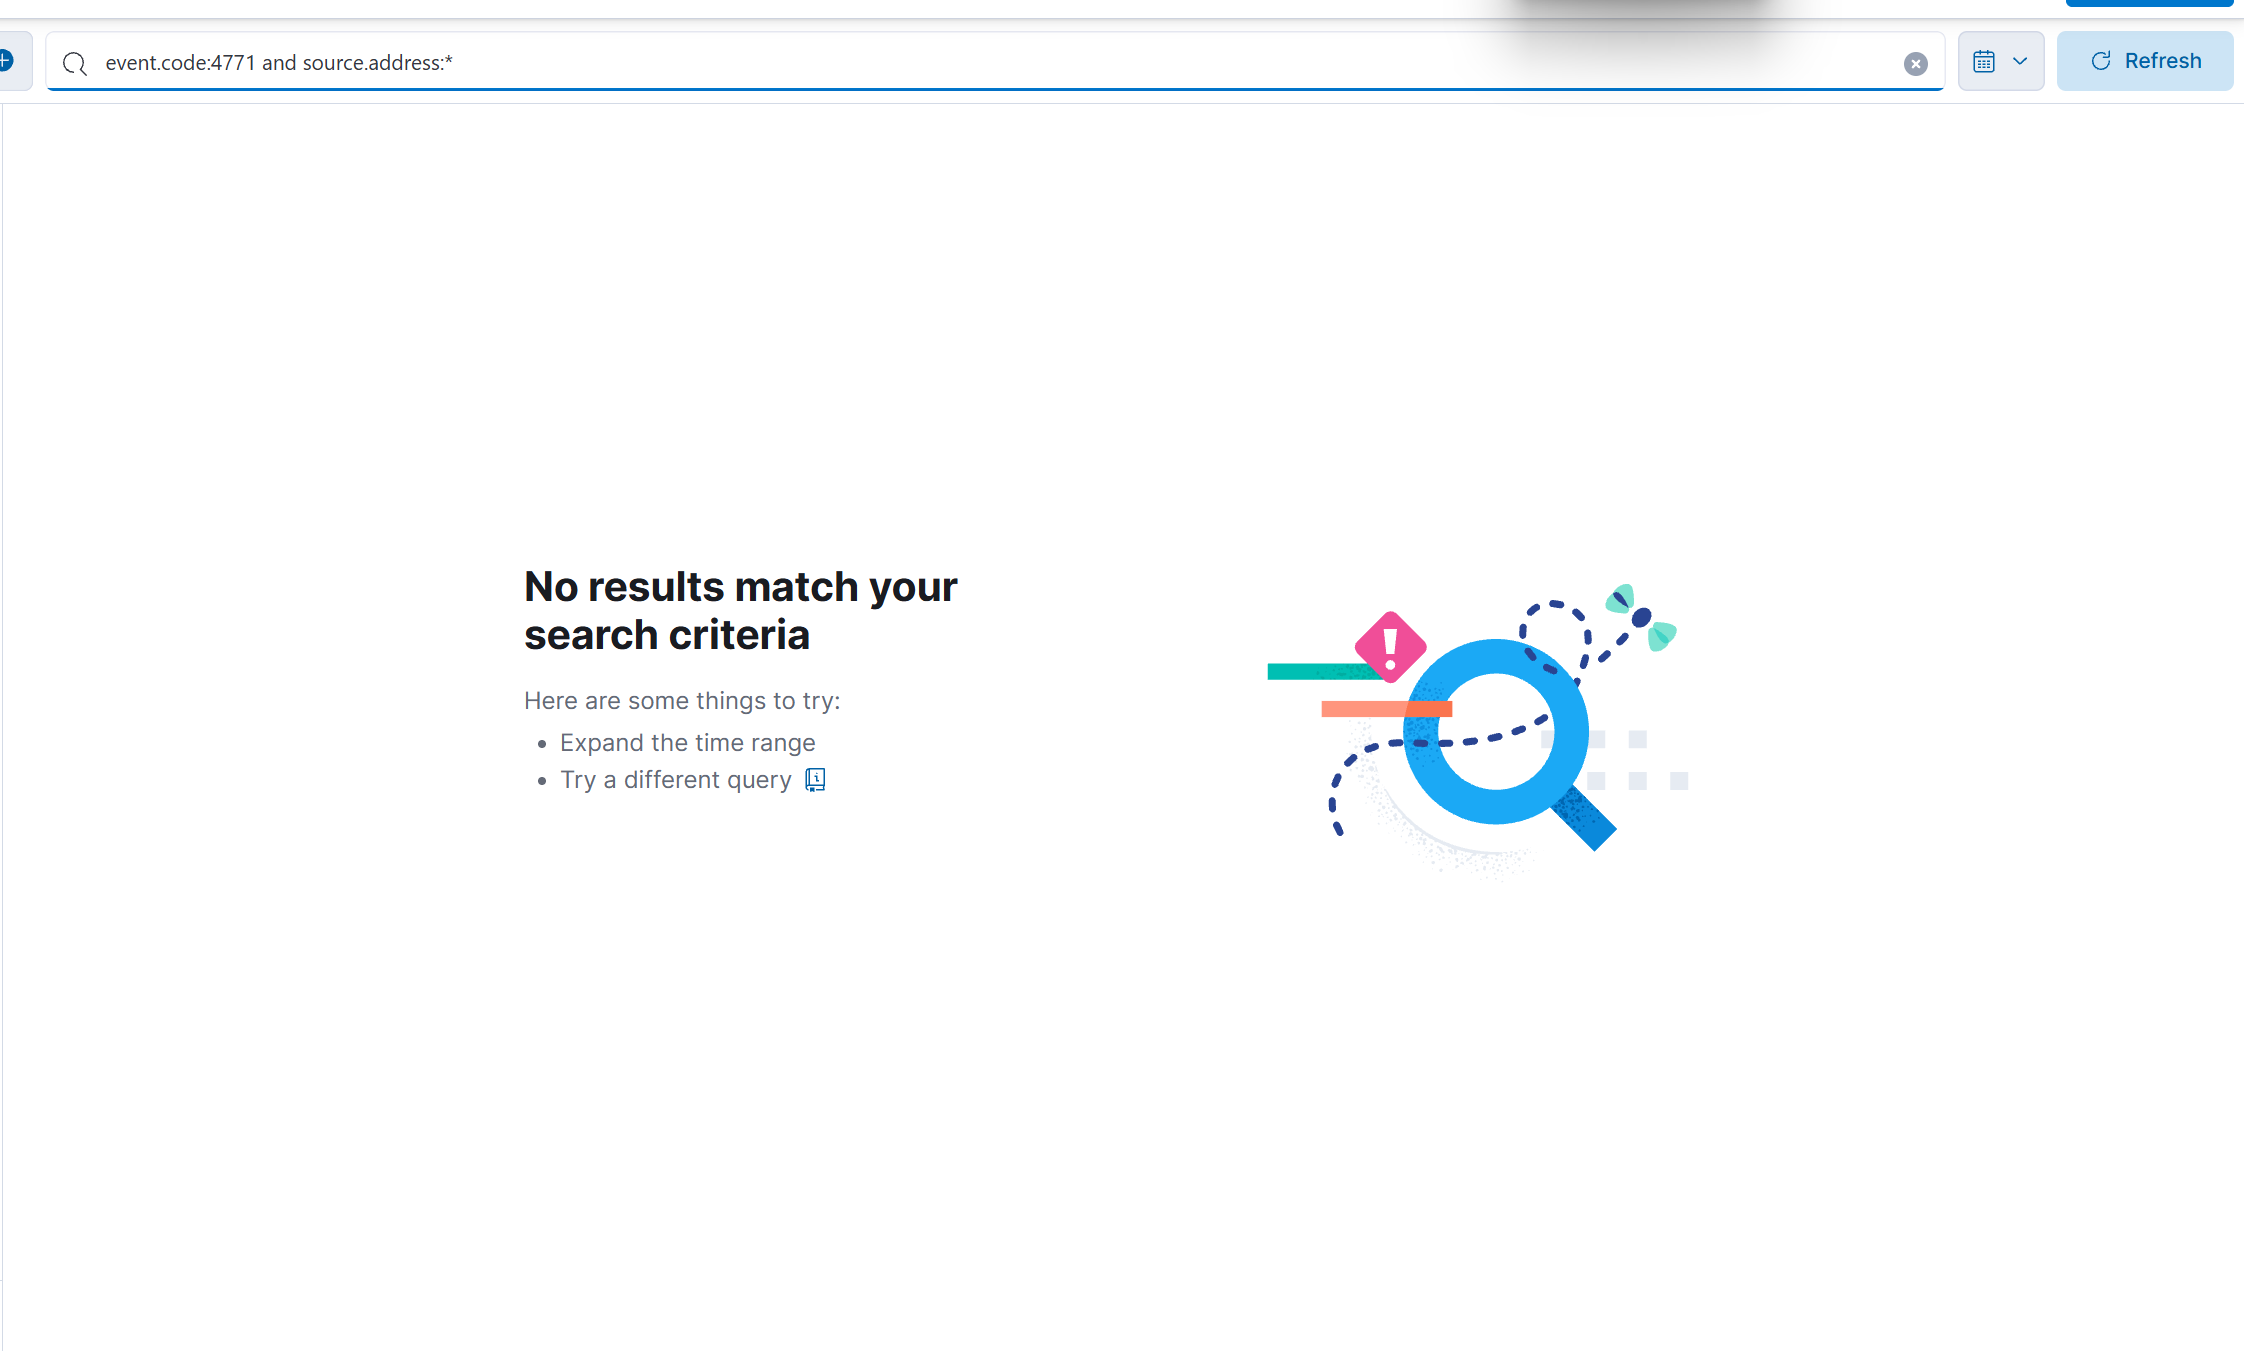 event.code:4771 and source.address:*
Refresh
No results match your
search criteria
Here are some things to try:
Expand the time range
Try a different query